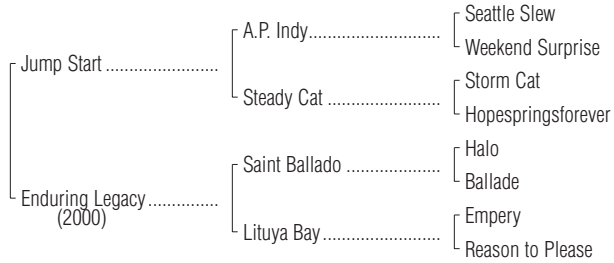 Seattle Slew
A.P. Indy............................
Weekend Surprise
Jump Start ........................
Storm Cat
Steady Cat ........................
Hopespringsforever
Halo
Saint Ballado ....................
Ballade
Enduring Legacy...............
(2000)
Empery
Lituya Bay.........................
Reason to Please